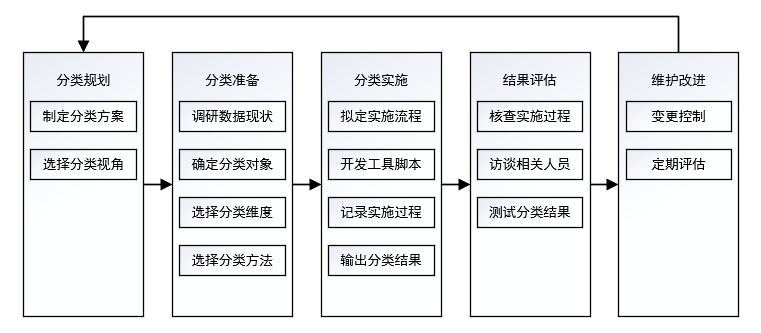 分类规划
制定分类方案
选择分类视角
分类准备
调研数据现状
确定分类对象
选择分类维度
选择分类方法
分类实施
拟定实施流程
开发工具脚本
记录实施过程
输出分类结果
结果评估
核查实施过程
访谈相关人员
测试分类结果
维护改进
变更控制
定期评估